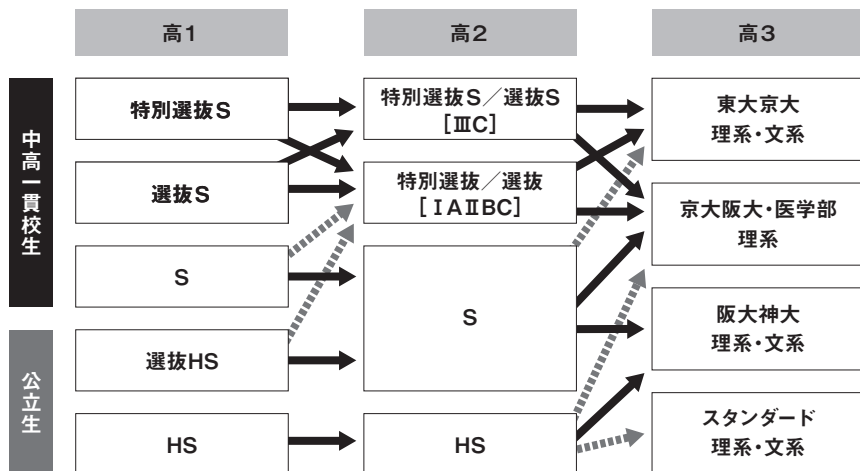 高1
高2
高3
中高一貫校生
公立生
特別選抜S
選抜S
S
選抜HS
HS
特別選抜S／選抜S
［ⅢC］
特別選抜／選抜
［ⅠAⅡBC］
S
HS
東大京大
理系・文系
京大阪大・医学部
理系
阪大神大
理系・文系
スタンダード
理系・文系